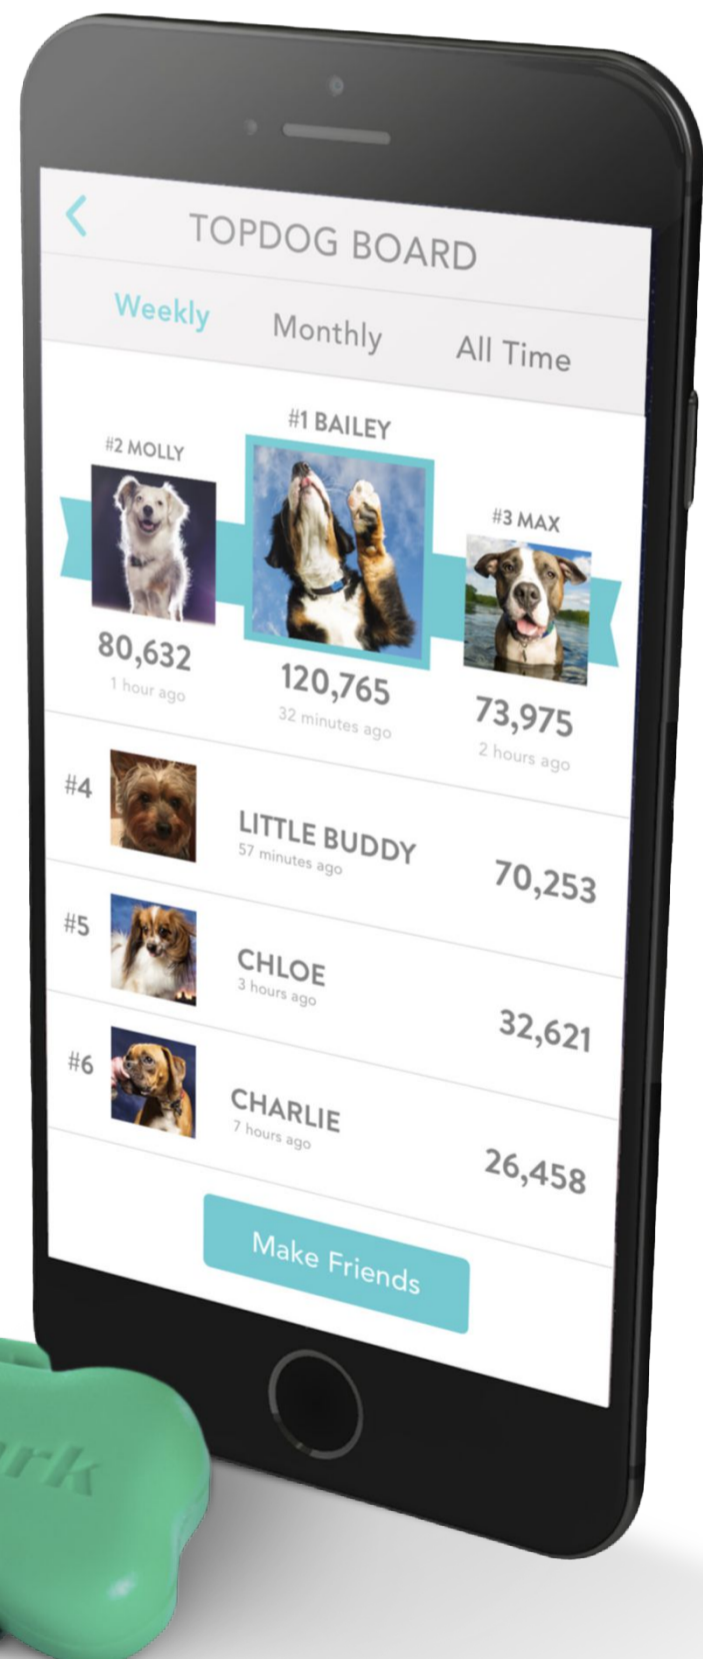 TOPDOG BOARD
Weekly Monthly All Time
#1 BAILEY
#2 MOLLY
#3 MAX
80,632
1 hour ago
120,765
32 minutes ago
73,975
2 hours ago
#4 LITTLE BUDDY 70,253
57 minutes ago
#5 CHLOE 32,621
3 hours ago
#6 CHARLIE 26,458
7 hours ago
Make Friends